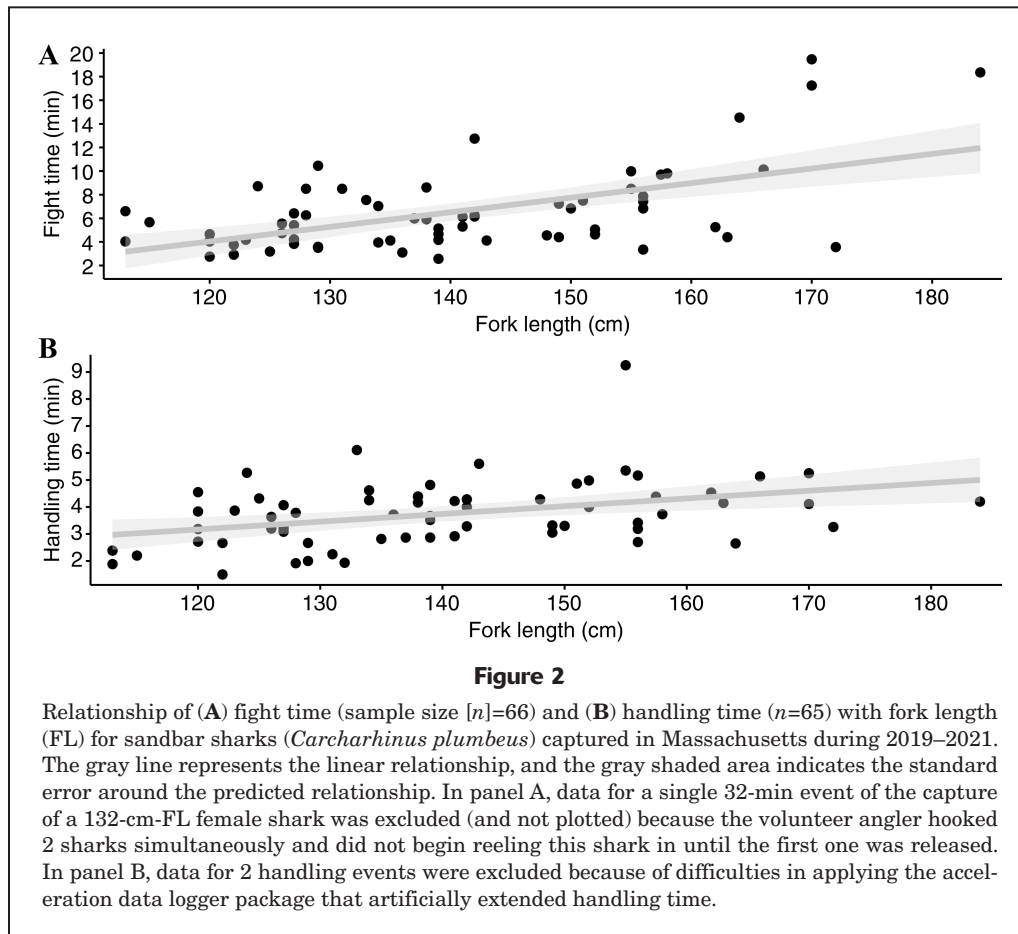 A
Fight time (min)
20
18
16
14
12
10
8
6
4
2
120 130 140 150 160 170 180
Fork length (cm)
B
Handling time (min)
9
8
7
6
5
4
3
2
120 130 140 150 160 170 180
Fork length (cm)
Figure 2
Relationship of (A) fight time (sample size [n]=66) and (B) handling time (n=65) with fork length
(FL) for sandbar sharks (Carcharhinus plumbeus) captured in Massachusetts during 2019–2021.
The gray line represents the linear relationship, and the gray shaded area indicates the standard
error around the predicted relationship. In panel A, data for a single 32-min event of the capture
of a 132-cm-FL female shark was excluded (and not plotted) because the volunteer angler hooked
2 sharks simultaneously and did not begin reeling this shark in until the first one was released.
In panel B, data for 2 handling events were excluded because of difficulties in applying the accel-
eration data logger package that artificially extended handling time.